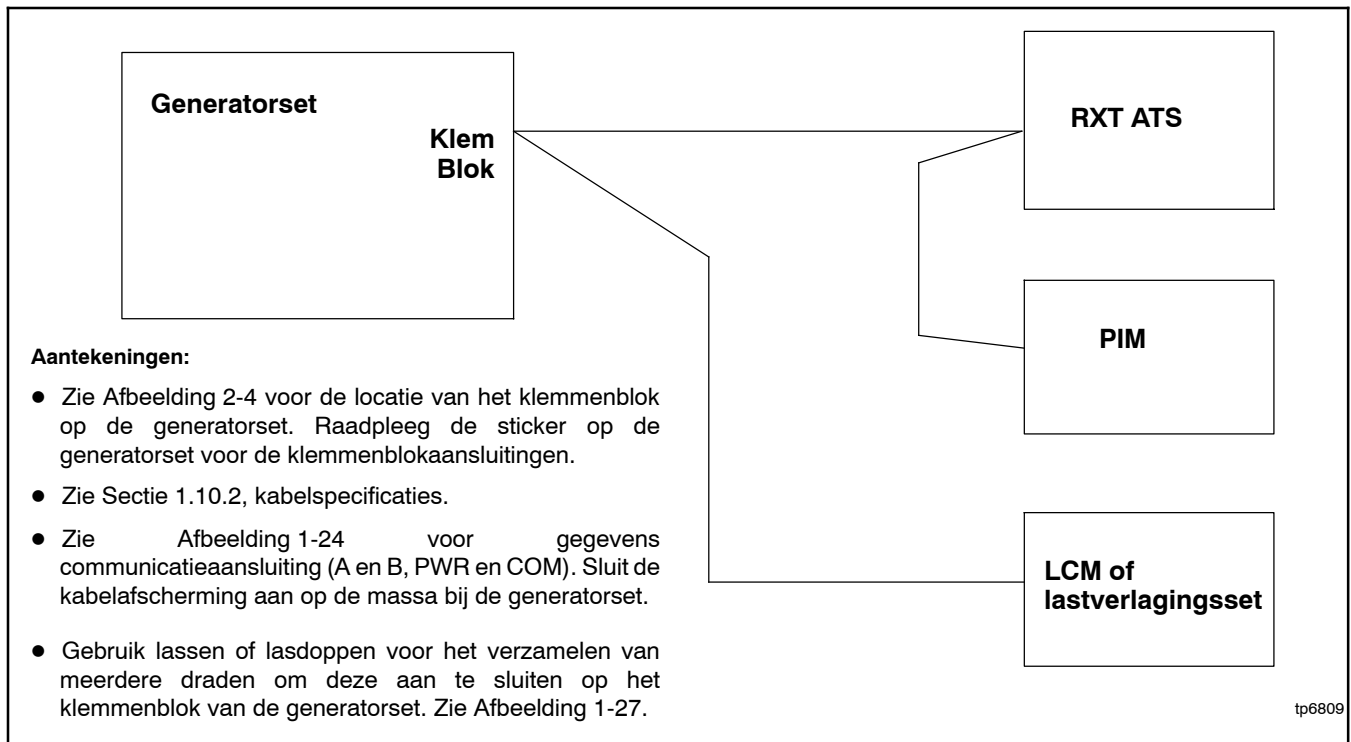 Generatorset
Klem
Blok
RXT ATS
PIM
LCM of
lastverlagingsset
Aantekeningen:
● Zie Afbeelding 2-4 voor de locatie van het klemmenblok
op de generatorset. Raadpleeg de sticker op de
generatorset voor de klemmenblokaansluitingen.
● Zie Sectie 1.10.2, kabelspecificaties.
● Zie Afbeelding 1-24 voor gegevens
communicatieaansluiting (A en B, PWR en COM). Sluit de
kabelafscherming aan op de massa bij de generatorset.
● Gebruik lassen of lasdoppen voor het verzamelen van
meerdere draden om deze aan te sluiten op het
klemmenblok van de generatorset. Zie Afbeelding 1-27.
tp6809